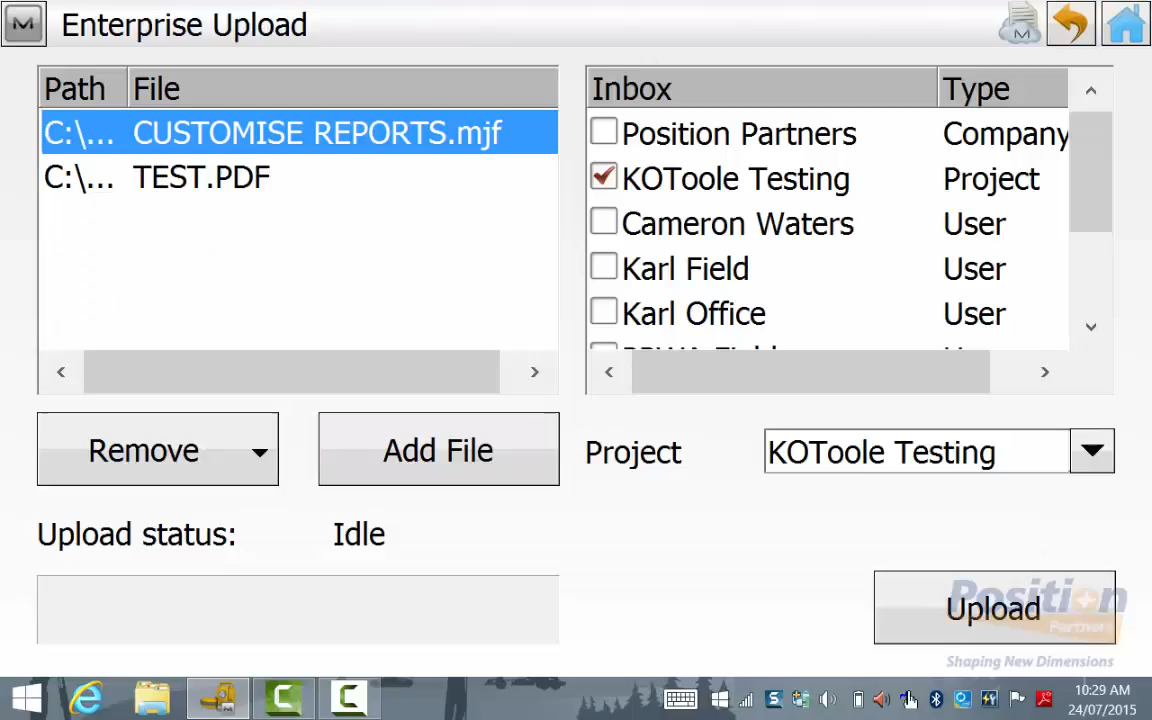 Enterprise Upload
M
Path File
C:\... CUSTOMISE REPORTS.mjf
C:\... TEST.PDF
Inbox Type
Position Partners Company
KOToole Testing Project
Cameron Waters User
Karl Field User
Karl Office User
Remove
Add File
Project KOToole Testing
Upload status: Idle
Upload
Position
Partners
Shaping New Dimensions
10:29 AM
24/07/2015